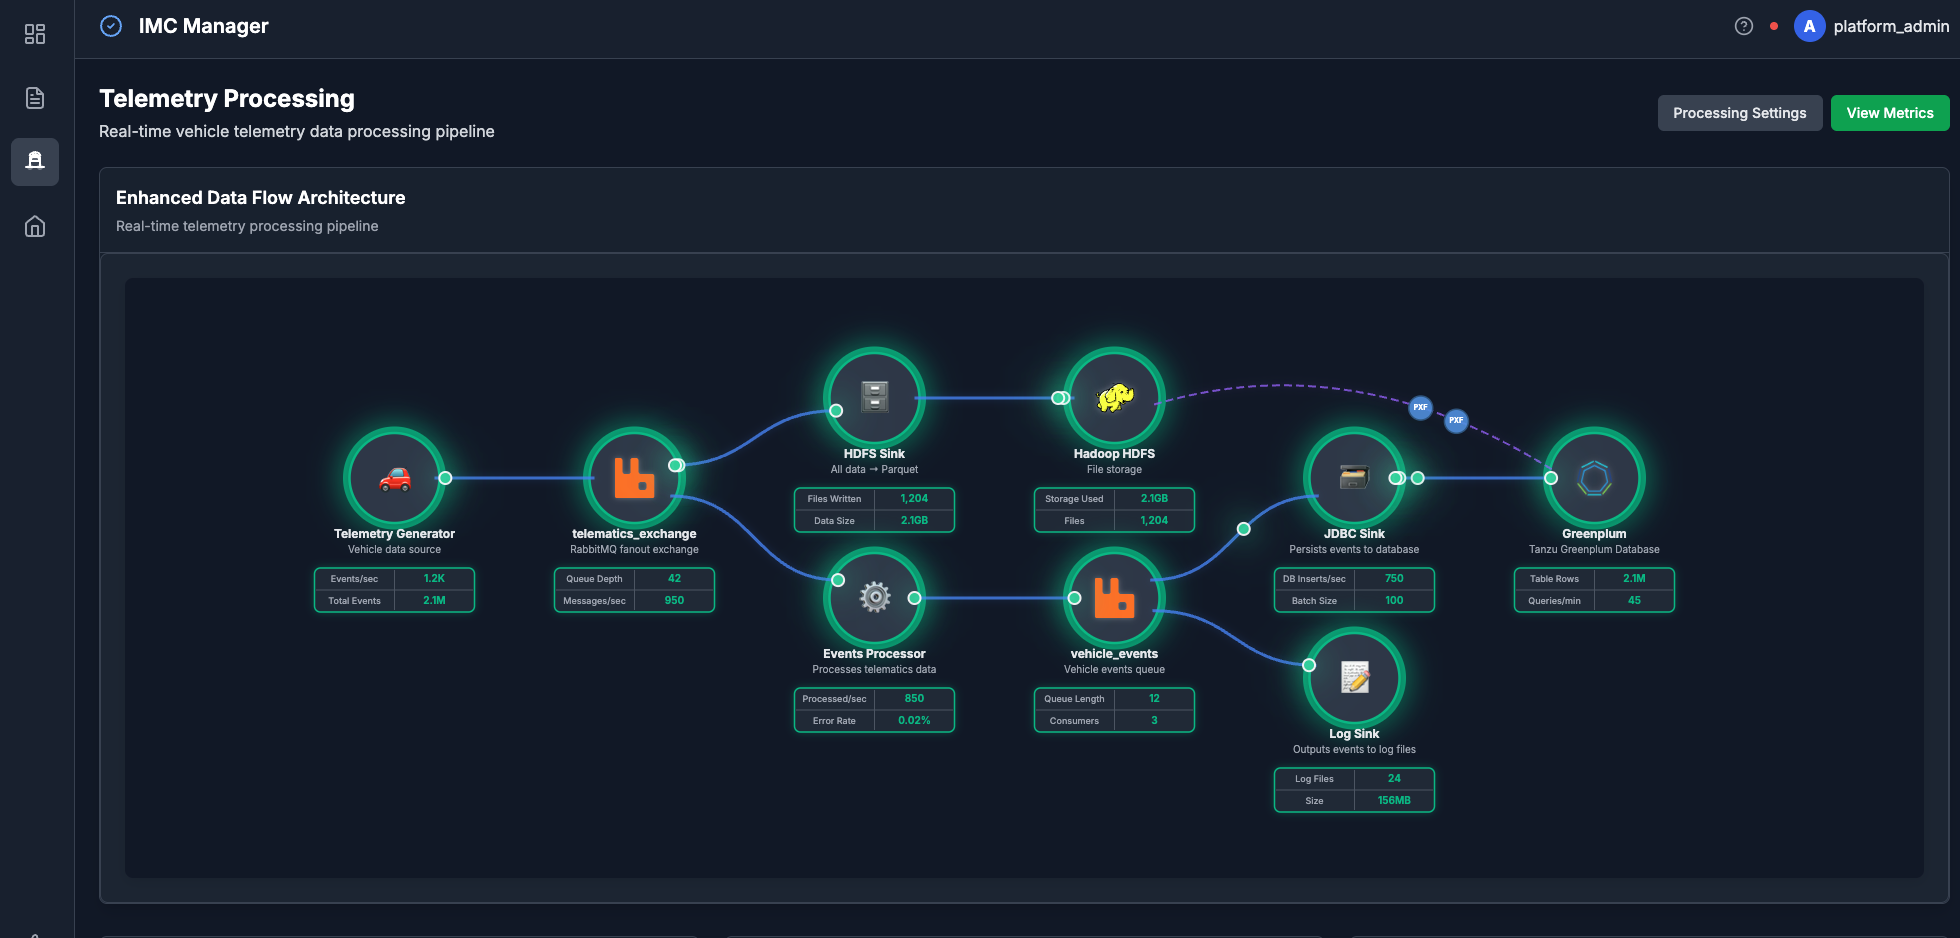 IMC Manager
A
platform_admin
Telemetry Processing
Real-time vehicle telemetry data processing pipeline
Processing Settings
View Metrics
Enhanced Data Flow Architecture
Real-time telemetry processing pipeline
Telemetry Generator
Vehicle data source
Events/sec 1.2K
Total Events 2.1M
telematics_exchange
RabbitMQ fanout exchange
Queue Depth 42
Messages/sec 950
HDFS Sink
All data → Parquet
Files Written 1,204
Data Size 2.1GB
Hadoop HDFS
File storage
Storage Used 2.1GB
Files 1,204
PXF
PXF
Events Processor
Processes telematics data
Processed/sec 850
Error Rate 0.02%
vehicle_events
Vehicle events queue
Queue Length 12
Consumers 3
JDBC Sink
Persists events to database
DB Inserts/sec 750
Batch Size 100
Greenplum
Tanzu Greenplum Database
Table Rows 2.1M
Queries/min 45
Log Sink
Outputs events to log files
Log Files 24
Size 156MB